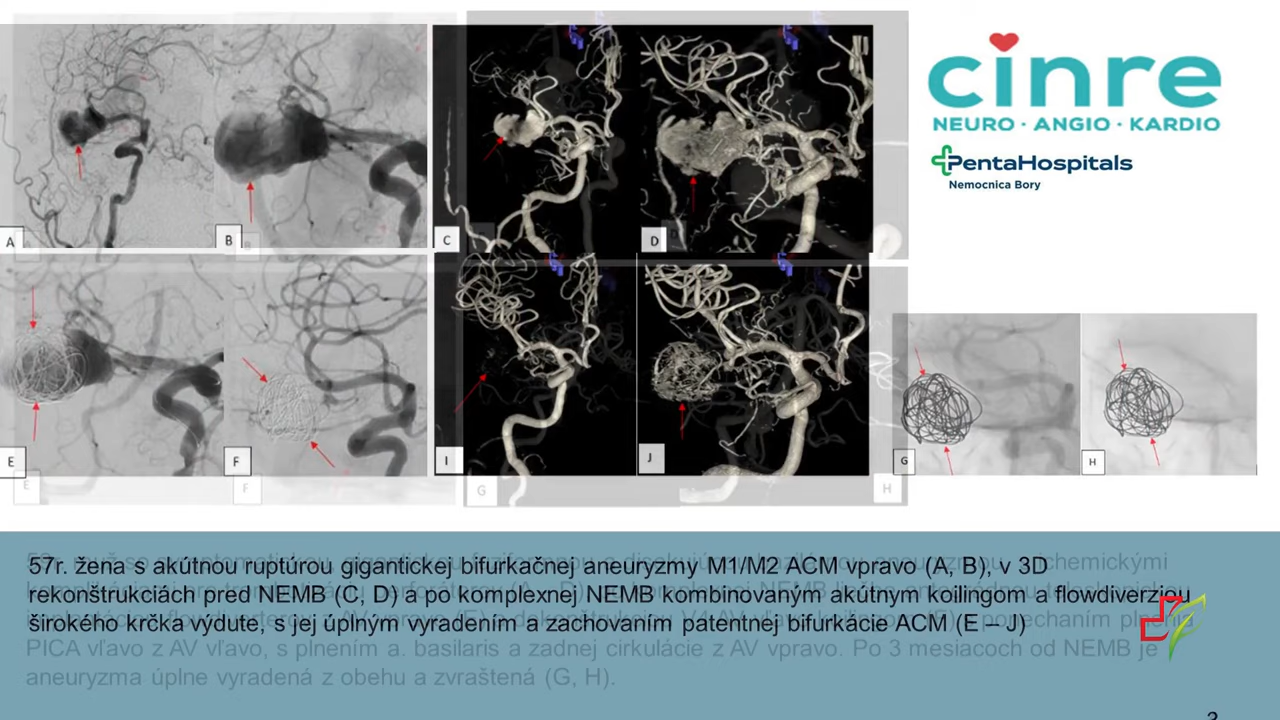 cinre
NEURO · ANGIO · KARDIO
PentaHospitals
Nemocnica Bory
A
B
C
D
E
F
I
J
G
H
E
F
G
H
57r. žena s akútnou ruptúrou gigantickej bifurkačnej aneuryzmy M1/M2 ACM vpravo (A, B), v 3D
rekonštrukciách pred NEMB (C, D) a po komplexnej NEMB kombinovaným akútnym koilingom a flowdiverziou
širokého krčka výdute, s jej úplným vyradením a zachovaním patentnej bifurkácie ACM (E – J)
PICA vľavo z AV vľavo, s plnením a. basilaris a zadnej cirkulácie z AV vpravo. Po 3 mesiacoch od NEMB je
aneuryzma úplne vyradená z obehu a zvraštená (G, H).